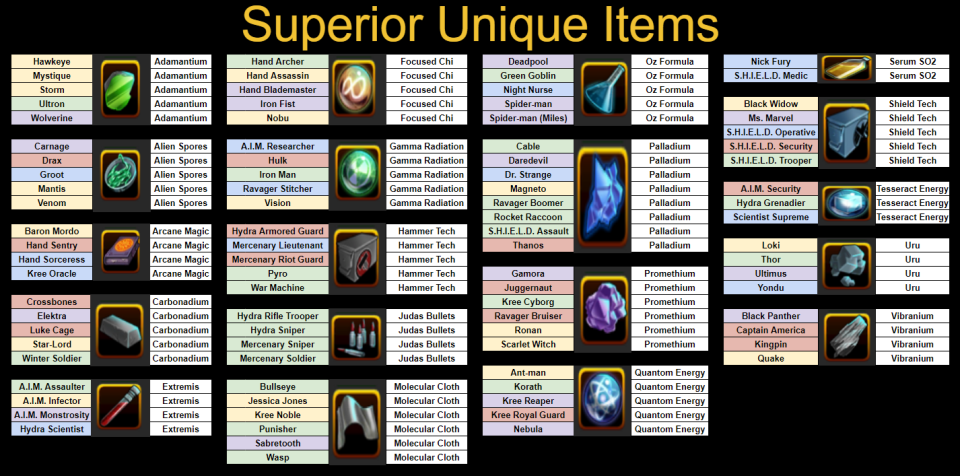 Superior Unique Items
Hawkeye Adamantium
Mystique Adamantium
Storm Adamantium
Ultron Adamantium
Wolverine Adamantium
Carnage Alien Spores
Drax Alien Spores
Groot Alien Spores
Mantis Alien Spores
Venom Alien Spores
Baron Mordo Arcane Magic
Hand Sentry Arcane Magic
Hand Sorceress Arcane Magic
Kree Oracle Arcane Magic
Crossbones Carbonadium
Elektra Carbonadium
Luke Cage Carbonadium
Star-Lord Carbonadium
Winter Soldier Carbonadium
A.I.M. Assaulter Extremis
A.I.M. Infector Extremis
A.I.M. Monstrosity Extremis
Hydra Scientist Extremis
Hand Archer Focused Chi
Hand Assassin Focused Chi
Hand Blademaster Focused Chi
Iron Fist Focused Chi
Nobu Focused Chi
A.I.M. Researcher Gamma Radiation
Hulk Gamma Radiation
Iron Man Gamma Radiation
Ravager Stitcher Gamma Radiation
Vision Gamma Radiation
Hydra Armored Guard Hammer Tech
Mercenary Lieutenant Hammer Tech
Mercenary Riot Guard Hammer Tech
Pyro Hammer Tech
War Machine Hammer Tech
Hydra Rifle Trooper Judas Bullets
Hydra Sniper Judas Bullets
Mercenary Sniper Judas Bullets
Mercenary Soldier Judas Bullets
Bullseye Molecular Cloth
Jessica Jones Molecular Cloth
Kree Noble Molecular Cloth
Punisher Molecular Cloth
Sabretooth Molecular Cloth
Wasp Molecular Cloth
Deadpool Oz Formula
Green Goblin Oz Formula
Night Nurse Oz Formula
Spider-man Oz Formula
Spider-man (Miles) Oz Formula
Cable Palladium
Daredevil Palladium
Dr. Strange Palladium
Magneto Palladium
Ravager Boomer Palladium
Rocket Raccoon Palladium
S.H.I.E.L.D. Assault Palladium
Thanos Palladium
Gamora Promethium
Juggernaut Promethium
Kree Cyborg Promethium
Ravager Bruiser Promethium
Ronan Promethium
Scarlet Witch Promethium
Ant-man Quantom Energy
Korath Quantom Energy
Kree Reaper Quantom Energy
Kree Royal Guard Quantom Energy
Nebula Quantom Energy
Nick Fury Serum SO2
S.H.I.E.L.D. Medic Serum SO2
Black Widow Shield Tech
Ms. Marvel Shield Tech
S.H.I.E.L.D. Operative Shield Tech
S.H.I.E.L.D. Security Shield Tech
S.H.I.E.L.D. Trooper Shield Tech
A.I.M. Security Tesseract Energy
Hydra Grenadier Tesseract Energy
Scientist Supreme Tesseract Energy
Loki Uru
Thor Uru
Ultimus Uru
Yondu Uru
Black Panther Vibranium
Captain America Vibranium
Kingpin Vibranium
Quake Vibranium